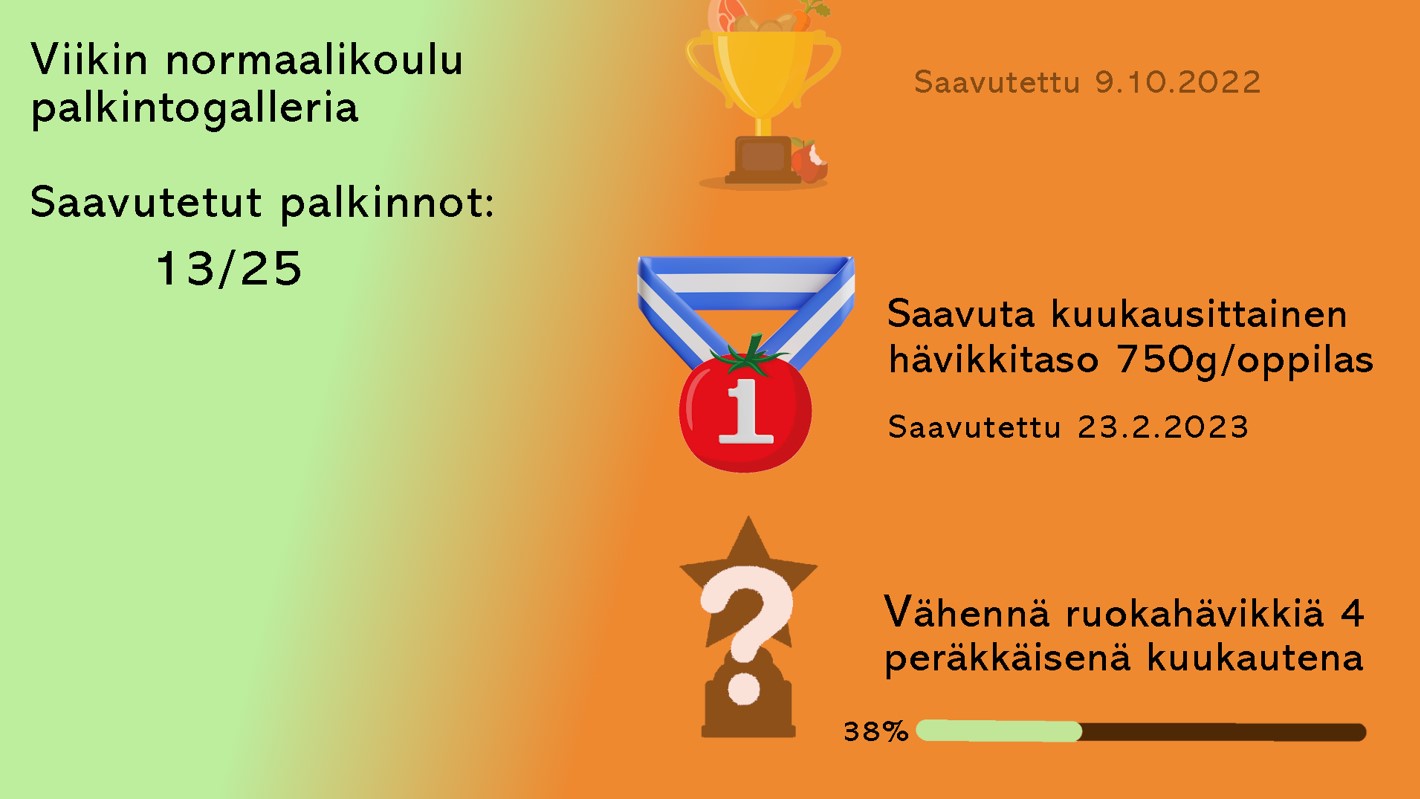 Viikin normaalikoulu
palkintogalleria
Saavutetut palkinnot:
13/25
Saavutettu 9.10.2022
1
Saavuta kuukausittainen
hävikkitaso 750g/oppilas
Saavutettu 23.2.2023
?
Vähennä ruokahävikkiä 4
peräkkäisenä kuukautena
38%